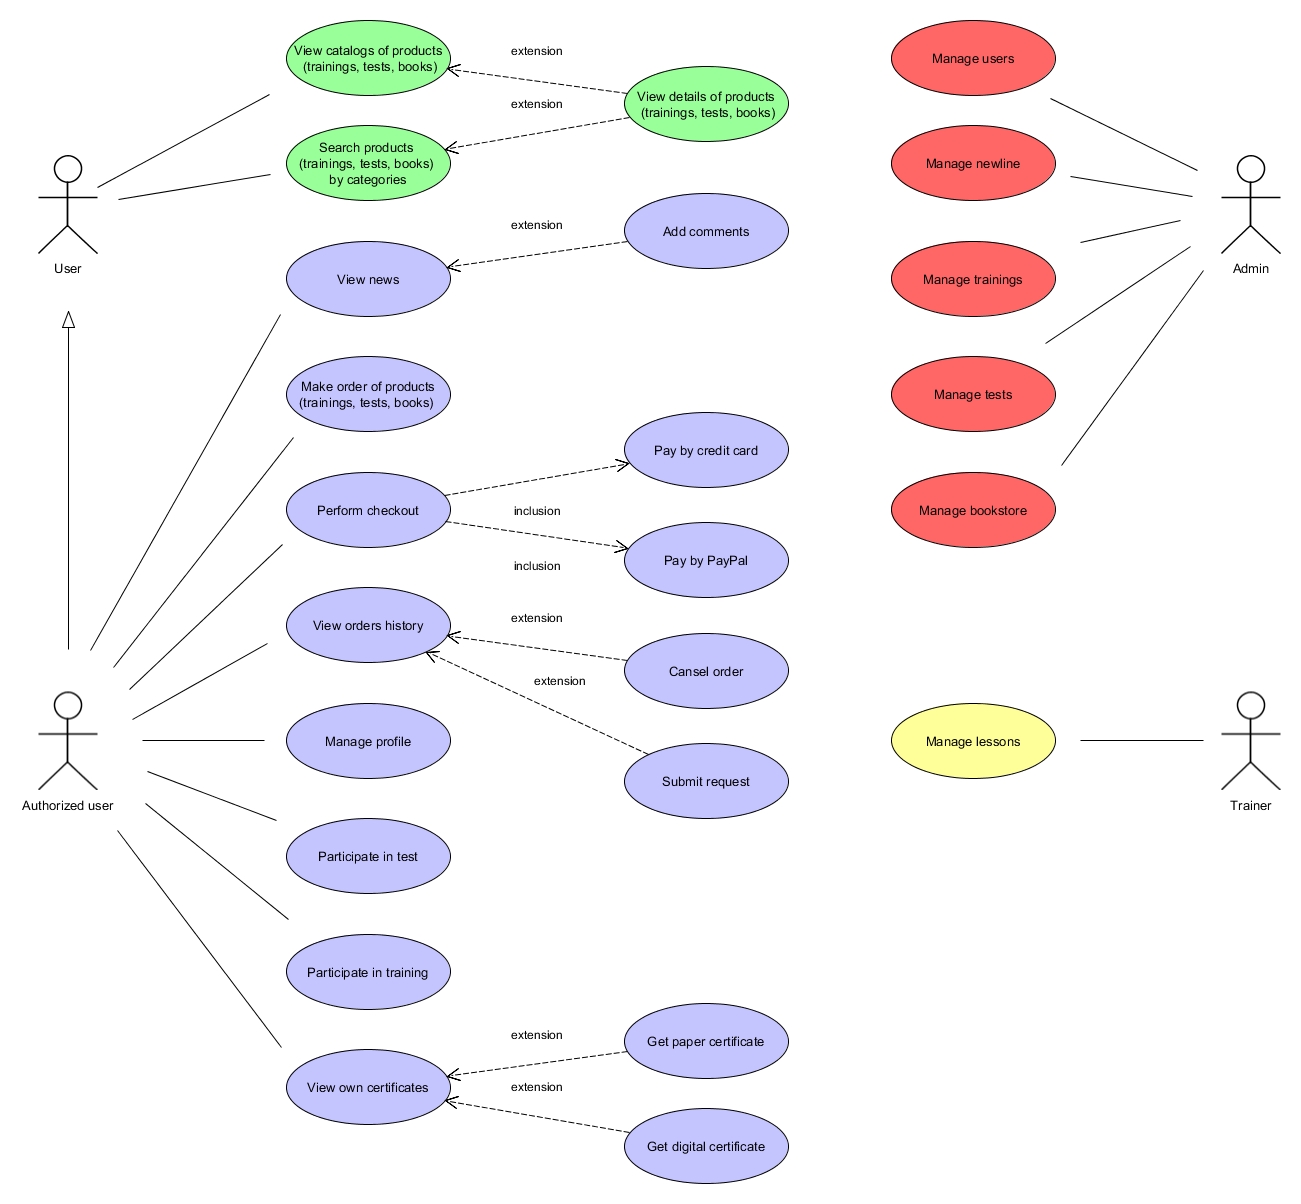 View catalogs of products
(trainings, tests, books)
extension
View details of products
(trainings, tests, books)
extension
Search products
(trainings, tests, books)
by categories
User
View news
extension
Add comments
Make order of products
(trainings, tests, books)
Perform checkout
Pay by credit card
inclusion
Pay by PayPal
inclusion
View orders history
extension
Cansel order
extension
Submit request
Manage profile
Authorized user
Participate in test
Participate in training
View own certificates
extension
Get paper certificate
extension
Get digital certificate
Manage users
Manage newline
Manage trainings
Manage tests
Manage bookstore
Admin
Manage lessons
Trainer